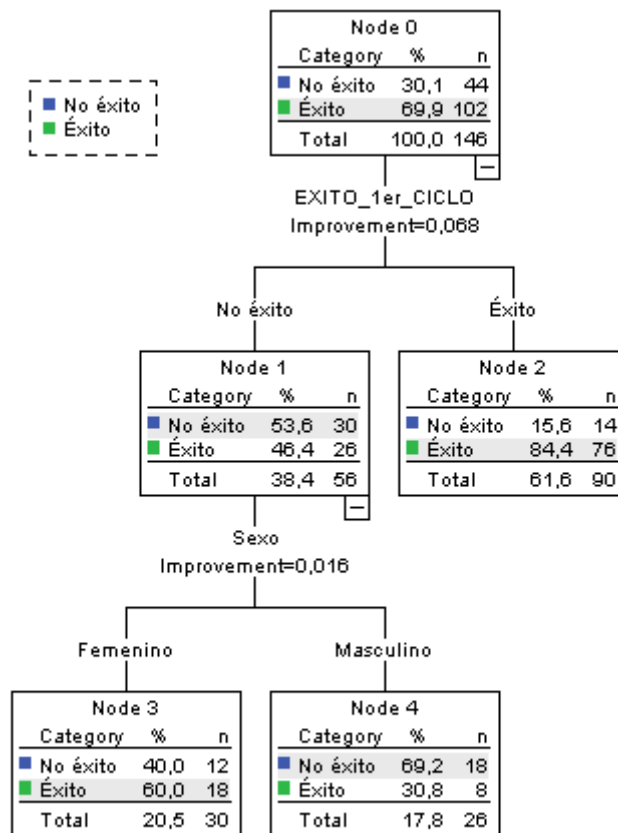 No éxito
Éxito
Node 0
Category % n
No éxito 30,1 44
Éxito 69,9 102
Total 100,0 146
EXITO_1er_CICLO
Improvement=0,068
No éxito
Éxito
Node 1
Category % n
No éxito 53,6 30
Éxito 46,4 26
Total 38,4 56
Node 2
Category % n
No éxito 15,6 14
Éxito 84,4 76
Total 61,6 90
Sexo
Improvement=0,016
Femenino
Masculino
Node 3
Category % n
No éxito 40,0 12
Éxito 60,0 18
Total 20,5 30
Node 4
Category % n
No éxito 69,2 18
Éxito 30,8 8
Total 17,8 26